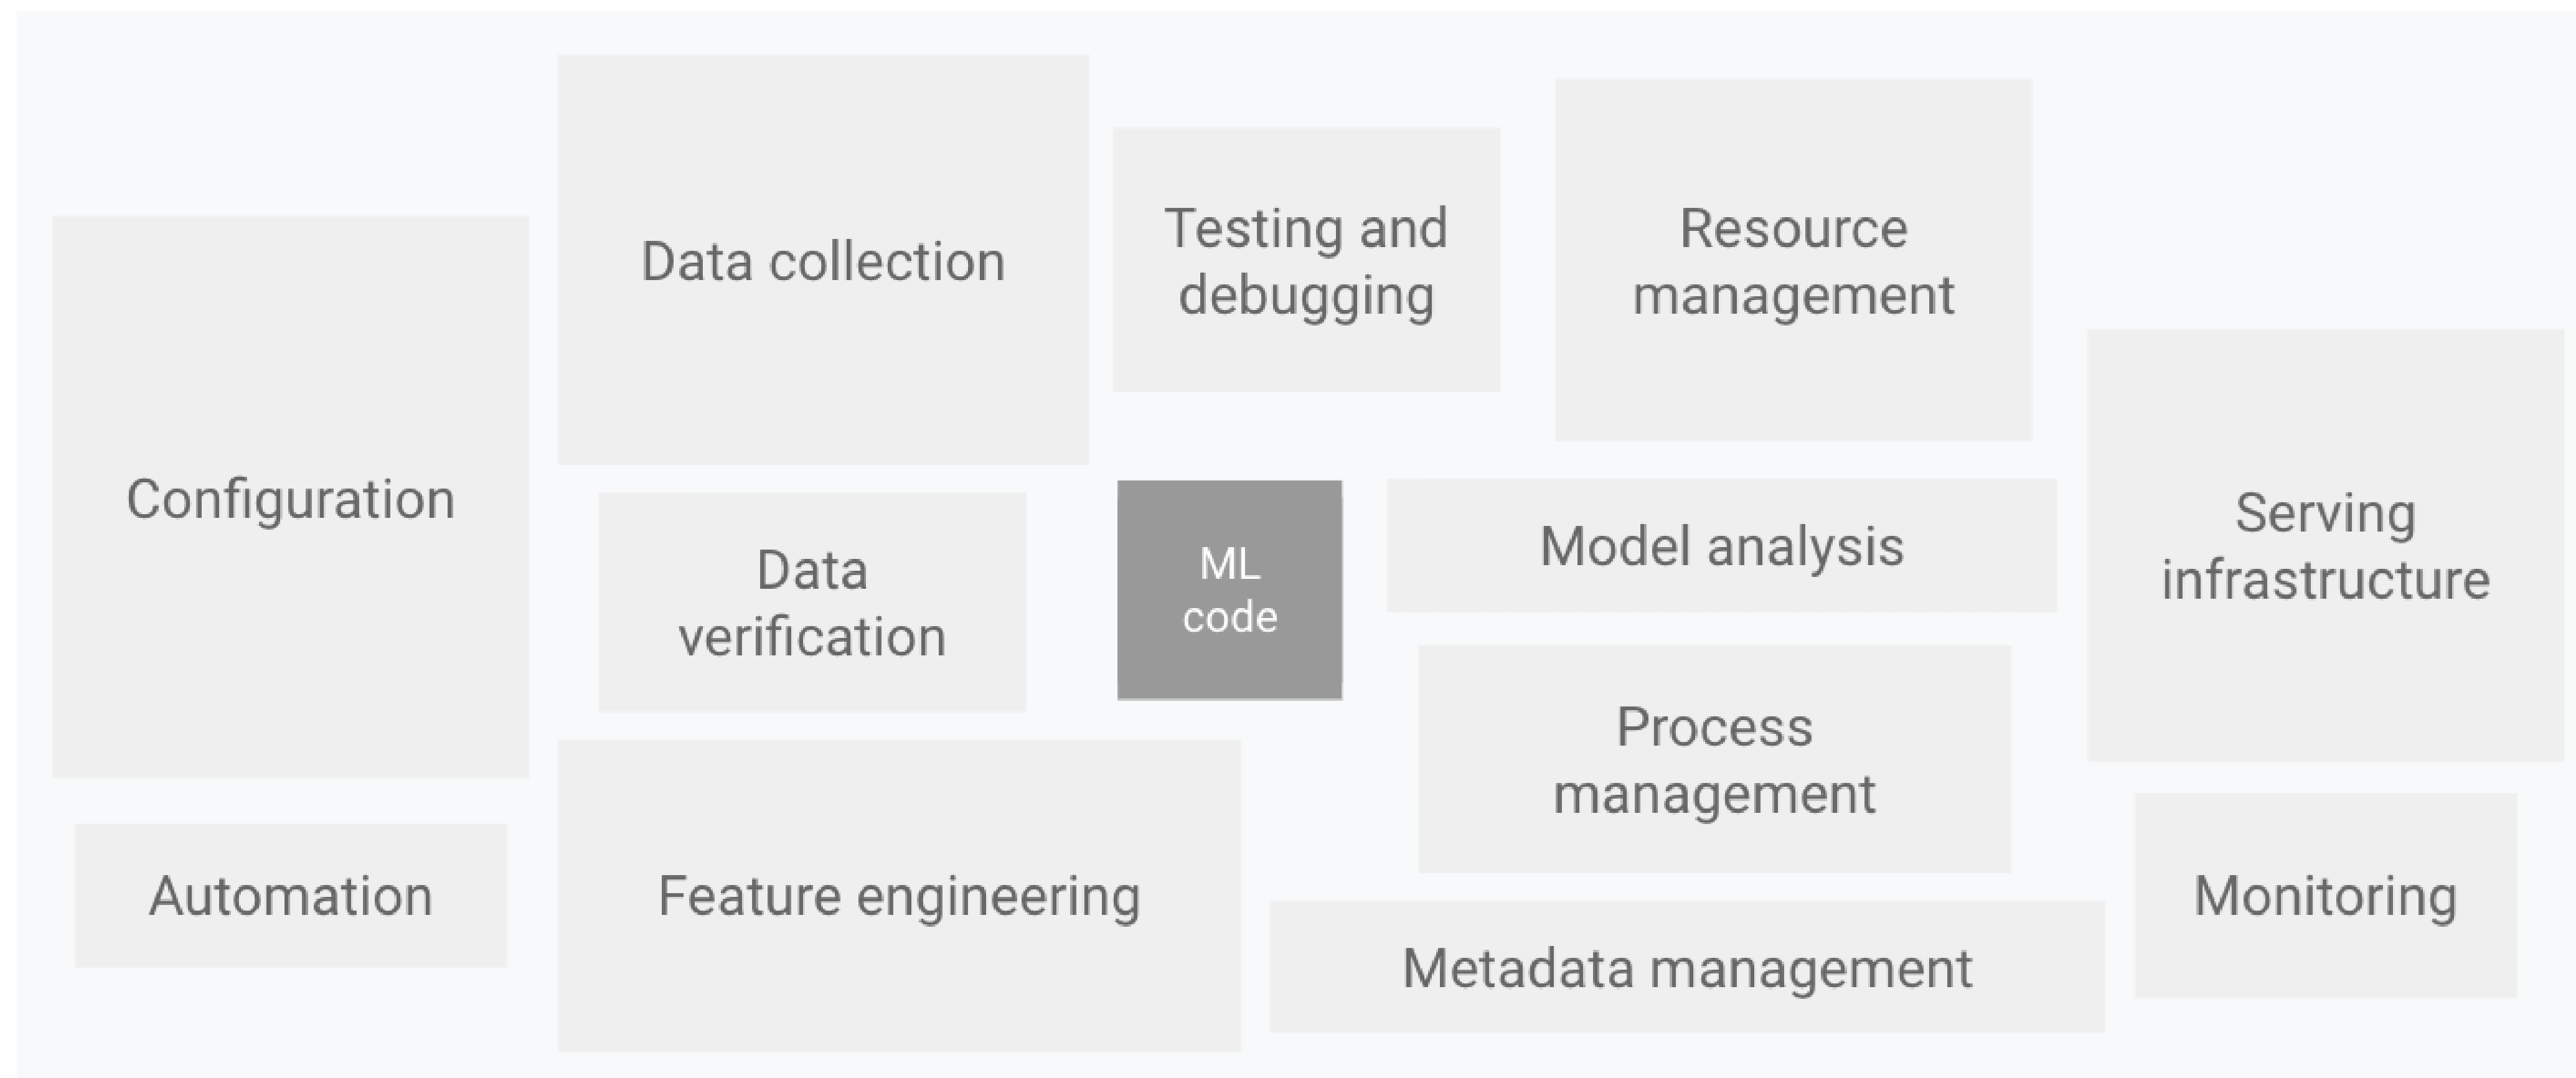 Configuration
Automation
Data collection
Data
verification
Feature engineering
Testing and
debugging
ML
code
Resource
management
Model analysis
Process
management
Metadata management
Serving
infrastructure
Monitoring